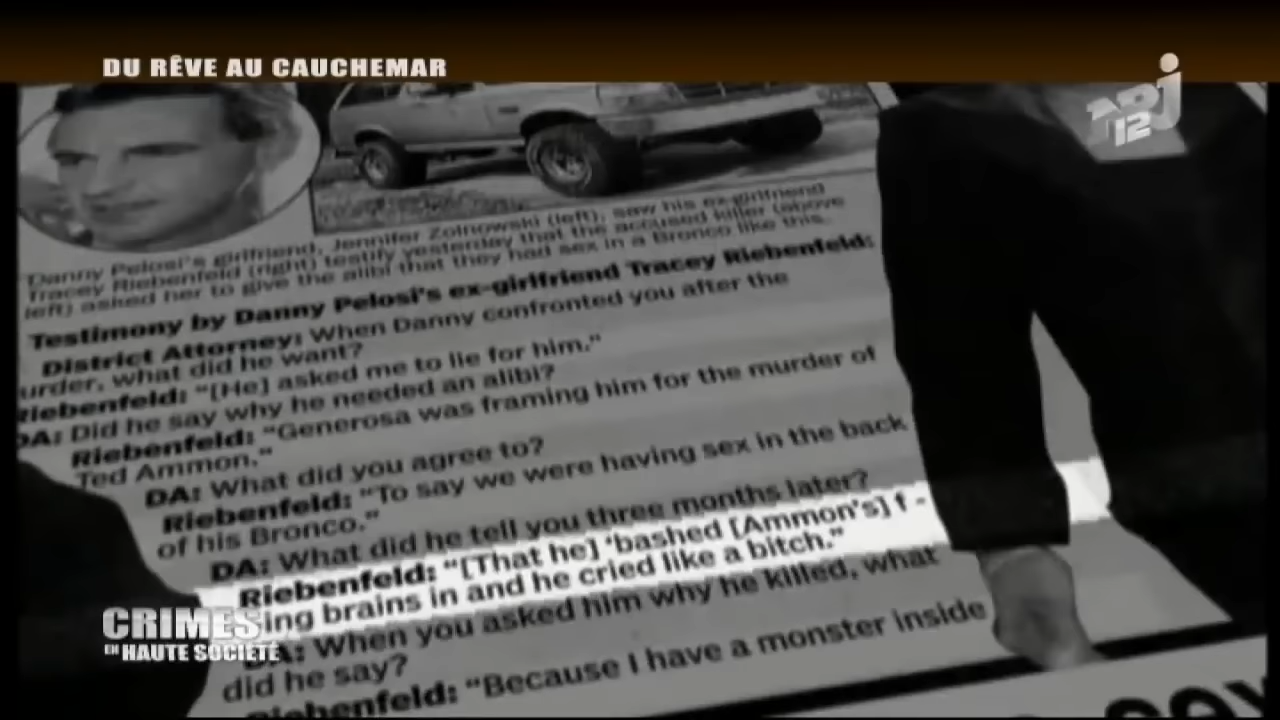 DU RÊVE AU CAUCHEMAR
NRJ
12
Danny Pelosi's girlfriend, Jennifer Zolnowski (left), saw his ex-girlfriend
Tracey Riebenfeld (right) testify yesterday that the accused killer (above
left) asked her to give the alibi that they had sex in a Bronco like this.
Testimony by Danny Pelosi's ex-girlfriend Tracey Riebenfeld:
District Attorney: When Danny confronted you after the
urder, what did he want?
Riebenfeld: "[He] asked me to lie for him."
DA: Did he say why he needed an alibi?
Riebenfeld: "Generosa was framing him for the murder of
Ted Ammon."
DA: What did you agree to?
Riebenfeld: "To say we were having sex in the back
of his Bronco."
DA: What did he tell you three months later?
Riebenfeld: "[That he] 'bashed [Ammon's] f -
ing brains in and he cried like a bitch."
A: When you asked him why he killed, what
did he say?
Riebenfeld: "Because I have a monster inside
CRIMES
EN HAUTE SOCIÉTÉ